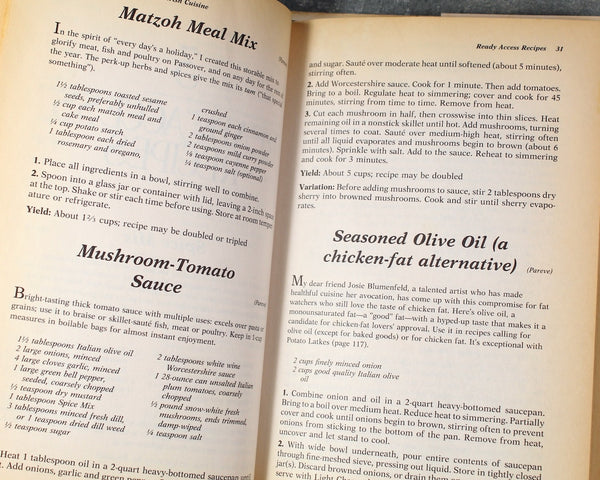 ish Cuisine
Matzoh Meal Mix
In the spirit of "every day's a holiday," I created this storable mix to
glorify meat, fish and poultry on Passover, and on any day for the rest of
the year. The perk-up herbs and spices give the mix its tam ("that special
something").
1½ tablespoons toasted sesame
seeds, preferably unhulled
½ cup each matzoh meal and
cake meal
¼ cup potato starch
1 tablespoon each dried
rosemary and oregano,
crushed
1 teaspoon each cinnamon and
ground ginger
2 tablespoons onion powder
2 teaspoons mild curry powder
⅛ teaspoon cayenne pepper
¼ teaspoon salt (optional)
1. Place all ingredients in a bowl, stirring well to combine.
2. Spoon into a glass jar or container with lid, leaving a 2-inch space
at the top. Shake or stir each time before using. Store at room temper-
ature or refrigerate.
Yield: About 1⅔ cups; recipe may be doubled or tripled
Mushroom-Tomato
Sauce
(Pareve)
Bright-tasting thick tomato sauce with multiple uses: excels over pasta or
grains; use it to braise or skillet-sauté fish, meat or poultry. Keep in 1-cup
measures in boilable bags for almost instant enjoyment.
1½ tablespoons Italian olive oil
2 large onions, minced
4 large cloves garlic, minced
1 large green bell pepper,
seeded, coarsely chopped
½ teaspoon dry mustard
1 tablespoon Spice Mix
3 tablespoons minced fresh dill,
or 1 teaspoon dried dill weed
½ teaspoon sugar
2 tablespoons white wine
Worcestershire sauce
1 28-ounce can unsalted Italian
plum tomatoes, coarsely
chopped
½ pound snow-white fresh
mushrooms, ends trimmed,
damp-wiped
¼ teaspoon salt
Heat 1 tablespoon oil in a 2-quart heavy-bottomed saucepan until
Add onions, garlic and green pepper
Ready Access Recipes 31
and sugar. Sauté over moderate heat until softened (about 5 minutes),
stirring often.
2. Add Worcestershire sauce. Cook for 1 minute. Then add tomatoes.
Bring to a boil. Regulate heat to simmering; cover and cook for 45
minutes, stirring from time to time. Remove from heat.
3. Cut each mushroom in half, then crosswise into thin slices. Heat
remaining oil in a nonstick skillet until hot. Add mushrooms, turning
several times to coat. Sauté over medium-high heat, stirring often
until all liquid evaporates and mushrooms begin to brown (about 6
minutes). Sprinkle with salt. Add to the sauce. Reheat to simmering
and cook for 3 minutes.
Yield: About 5 cups; recipe may be doubled
Variation: Before adding mushrooms to sauce, stir 2 tablespoons dry
sherry into browned mushrooms. Cook and stir until sherry evapo-
rates.
Seasoned Olive Oil (a
chicken-fat alternative)
(Pareve)
My dear friend Josie Blumenfeld, a talented artist who has made
healthful cuisine her avocation, has come up with this compromise for fat
watchers who still love the taste of chicken fat. Here's olive oil, a
monounsaturated fat—a "good" fat—with a hyped-up taste that makes it a
candidate for chicken-fat lovers' approval. Use it in recipes calling for
olive oil (except for baked goods) or for chicken fat. It's exceptional with
Potato Latkes (page 117).
2 cups finely minced onion
2 cups good quality Italian olive
oil
1. Combine onion and oil in a 2-quart heavy-bottomed saucepan.
Bring to a boil over medium heat. Reduce heat to simmering. Partially
cover and cook until onions begin to brown, stirring often to prevent
onions from sticking to the bottom of the pan. Remove from heat,
uncover and let stand to cool.
2. With wide bowl underneath, pour entire contents of saucepan
through fine-meshed sieve, pressing out liquid. Store in tightly closed
jar(s). Discard browned onions, or drain them
serve with Light